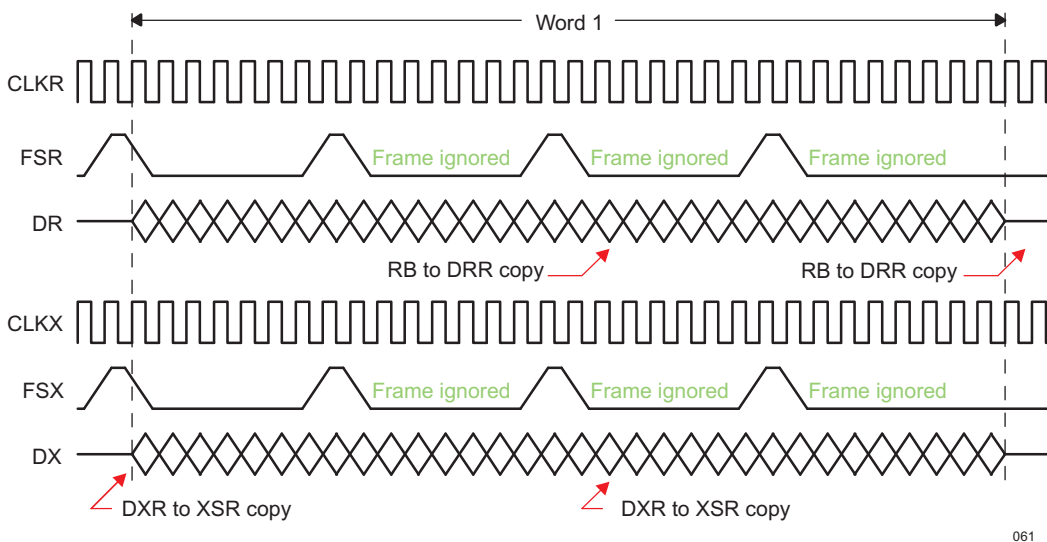 Word 1
CLKR
FSR
Frame ignored Frame ignored Frame ignored
DR
RB to DRR copy RB to DRR copy
CLKX
FSX
Frame ignored Frame ignored Frame ignored
DX
DXR to XSR copy DXR to XSR copy
061